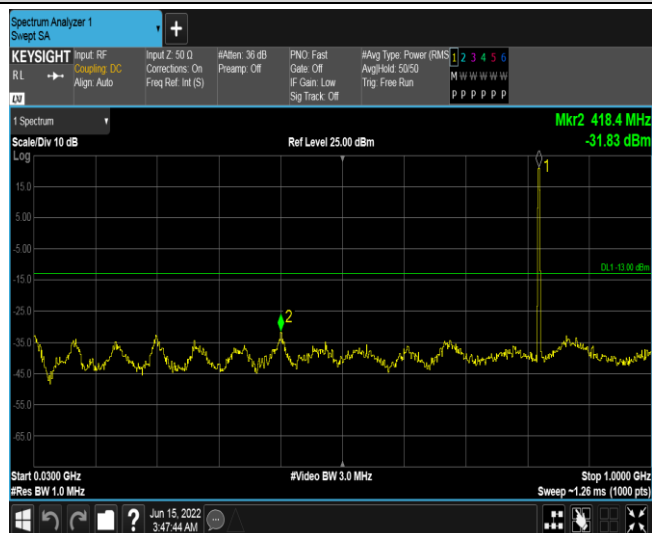 Spectrum Analyzer 1
Swept SA
+
KEYSIGHT
RL
LXI
Input: RF
Coupling: DC
Align: Auto
Input Z: 50 Ω
Corrections: On
Freq Ref: Int (S)
#Atten: 36 dB
Preamp: Off
PNO: Fast
Gate: Off
IF Gain: Low
Sig Track: Off
#Avg Type: Power (RMS
Avg|Hold: 50/50
Trig: Free Run
1 2 3 4 5 6
M W W W W W
P P P P P P
1 Spectrum
Mkr2 418.4 MHz
-31.83 dBm
Scale/Div 10 dB
Ref Level 25.00 dBm
Log
1
15.0
5.00
-5.00
DL1 -13.00 dBm
-15.0
-25.0
2
-35.0
-45.0
-55.0
-65.0
Start 0.0300 GHz
#Video BW 3.0 MHz
Stop 1.0000 GHz
#Res BW 1.0 MHz
Sweep ~1.26 ms (1000 pts)
?
Jun 15, 2022
3:47:44 AM